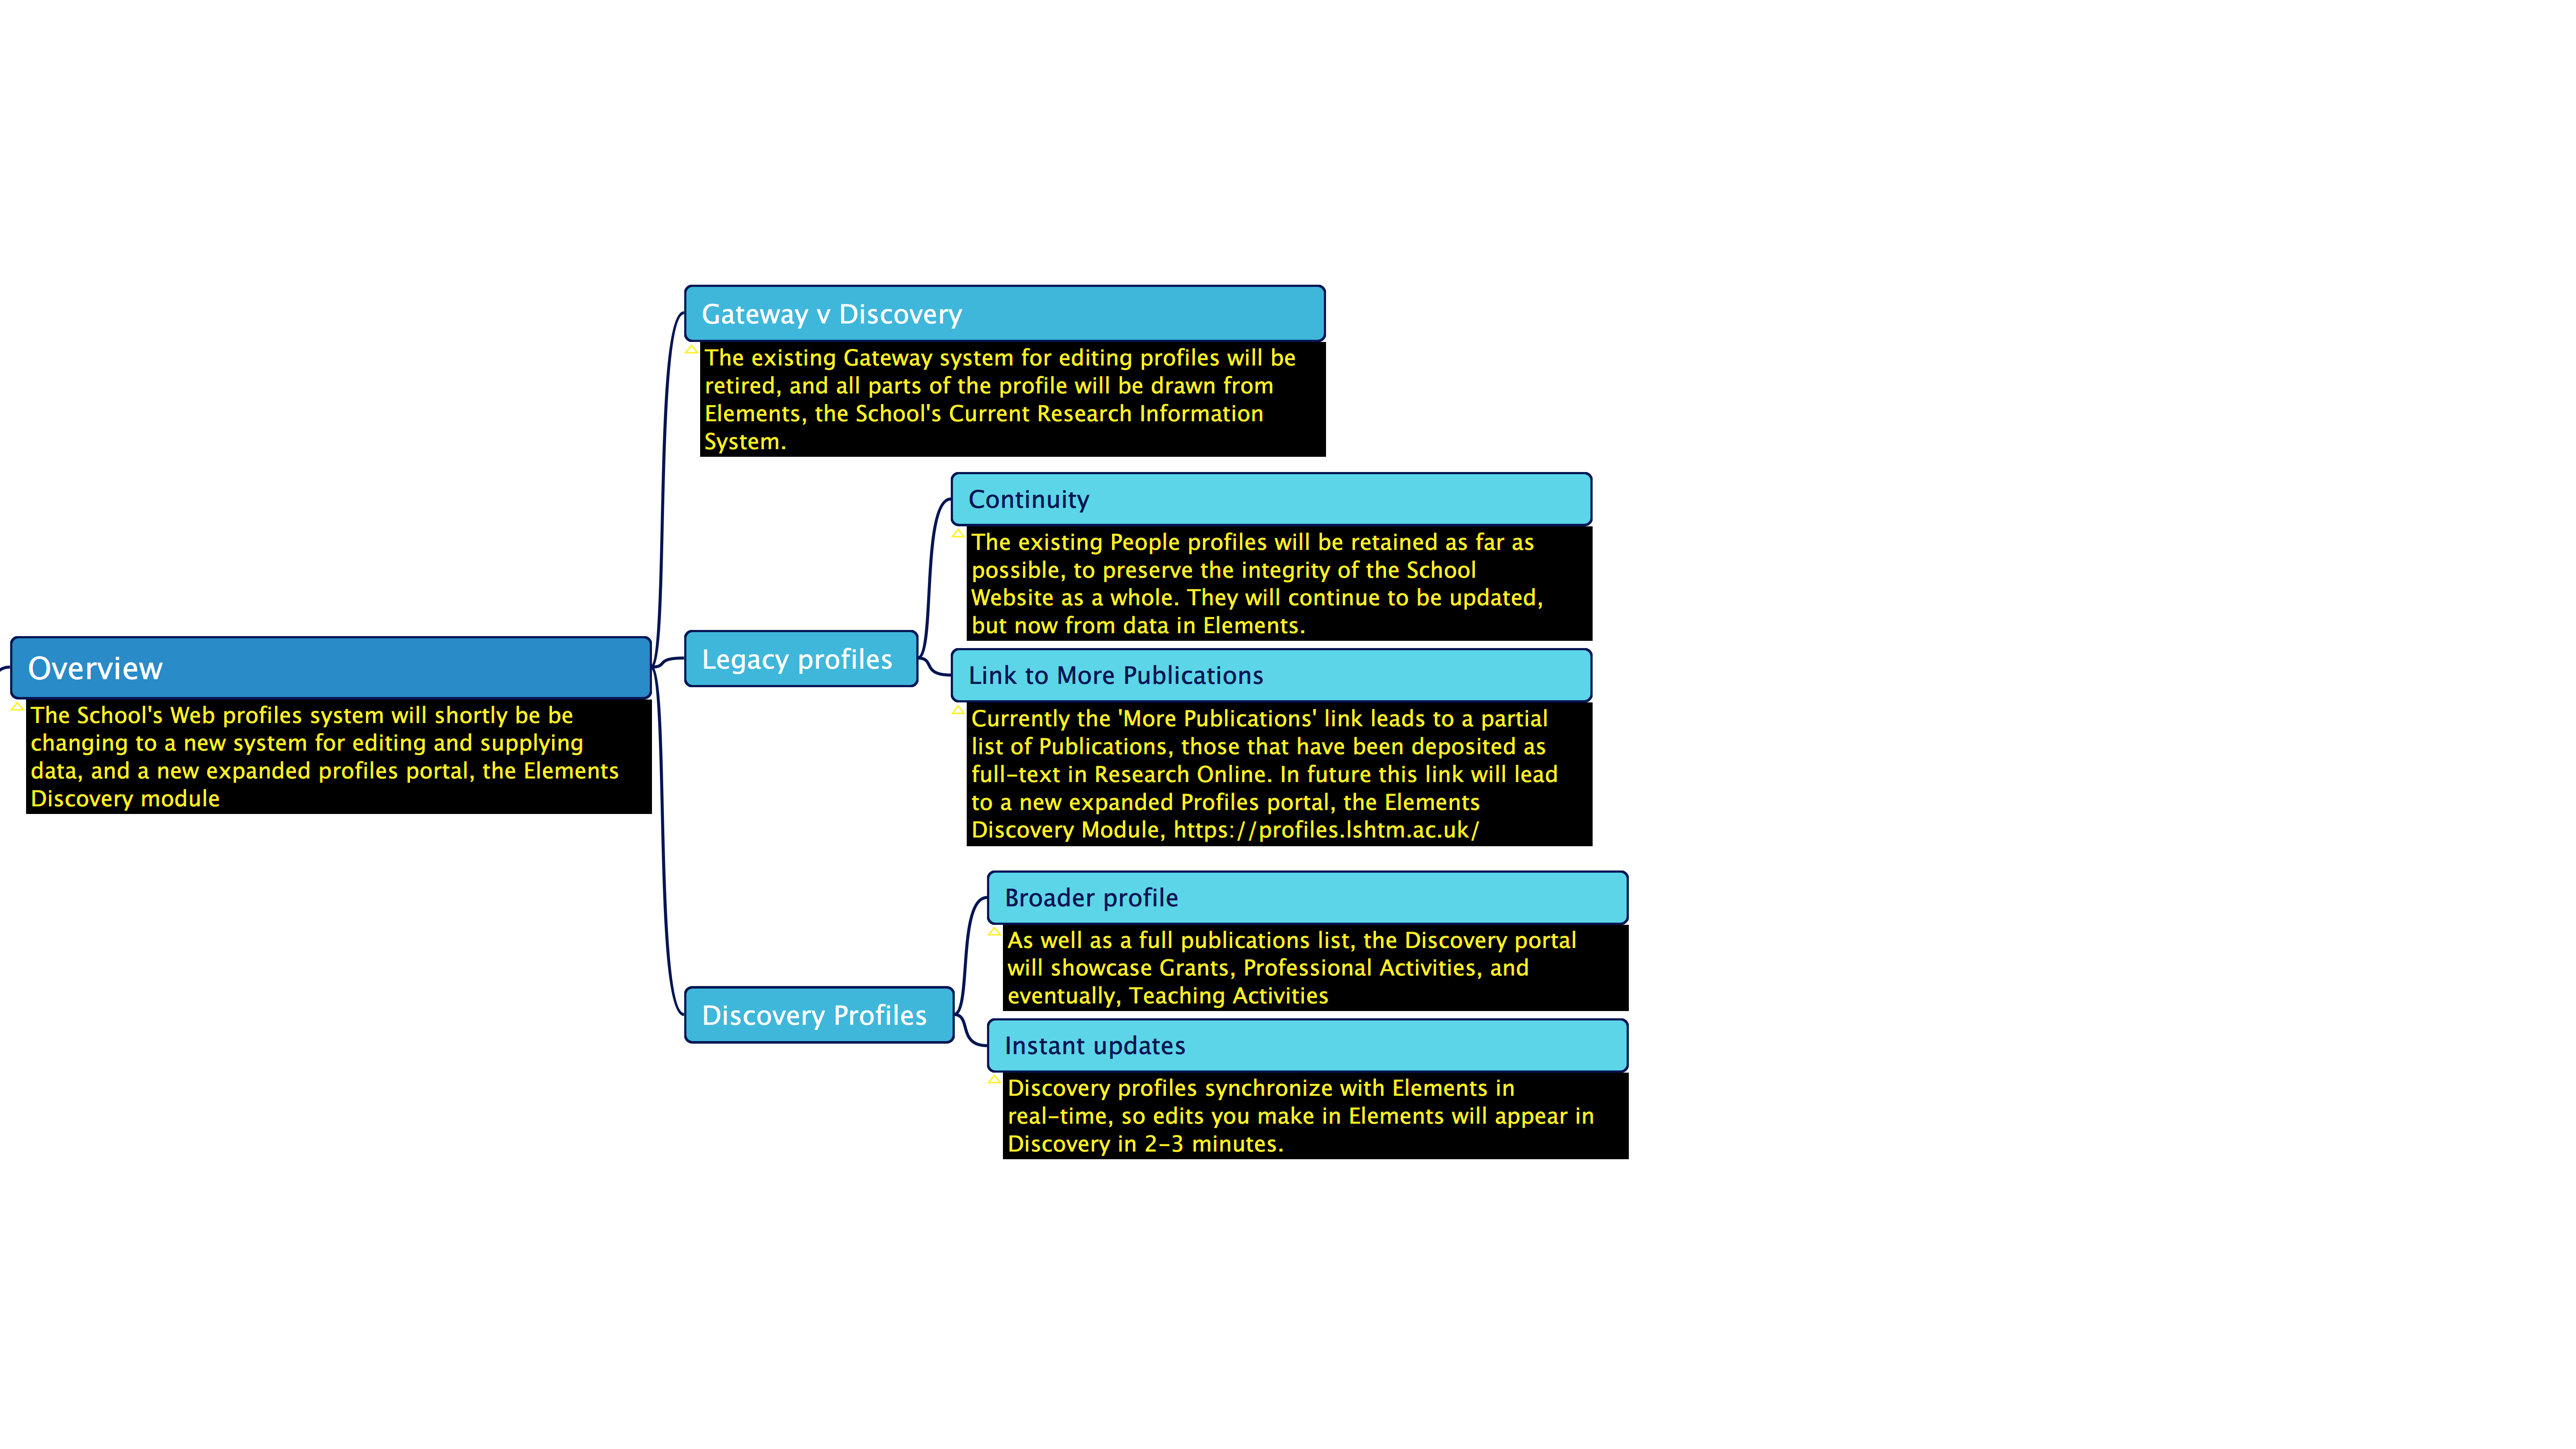 Overview
The School's Web profiles system will shortly be be
changing to a new system for editing and supplying
data, and a new expanded profiles portal, the Elements
Discovery module
Gateway v Discovery
The existing Gateway system for editing profiles will be
retired, and all parts of the profile will be drawn from
Elements, the School's Current Research Information
System.
Legacy profiles
Continuity
The existing People profiles will be retained as far as
possible, to preserve the integrity of the School
Website as a whole. They will continue to be updated,
but now from data in Elements.
Link to More Publications
Currently the 'More Publications' link leads to a partial
list of Publications, those that have been deposited as
full-text in Research Online. In future this link will lead
to a new expanded Profiles portal, the Elements
Discovery Module, https://profiles.lshtm.ac.uk/
Discovery Profiles
Broader profile
As well as a full publications list, the Discovery portal
will showcase Grants, Professional Activities, and
eventually, Teaching Activities
Instant updates
Discovery profiles synchronize with Elements in
real-time, so edits you make in Elements will appear in
Discovery in 2-3 minutes.